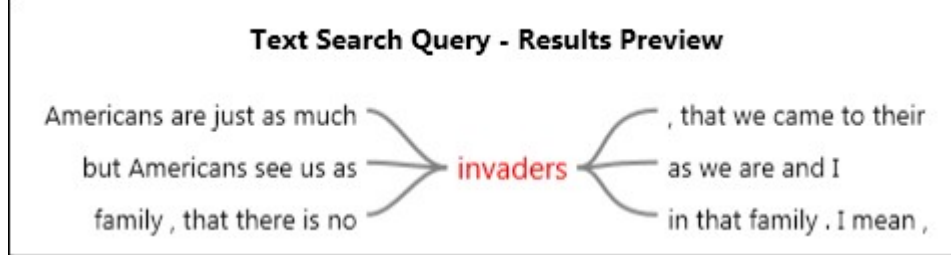 Text Search Query - Results Preview
Americans are just as much
but Americans see us as
family , that there is no
invaders
, that we came to their
as we are and I
in that family . I mean ,